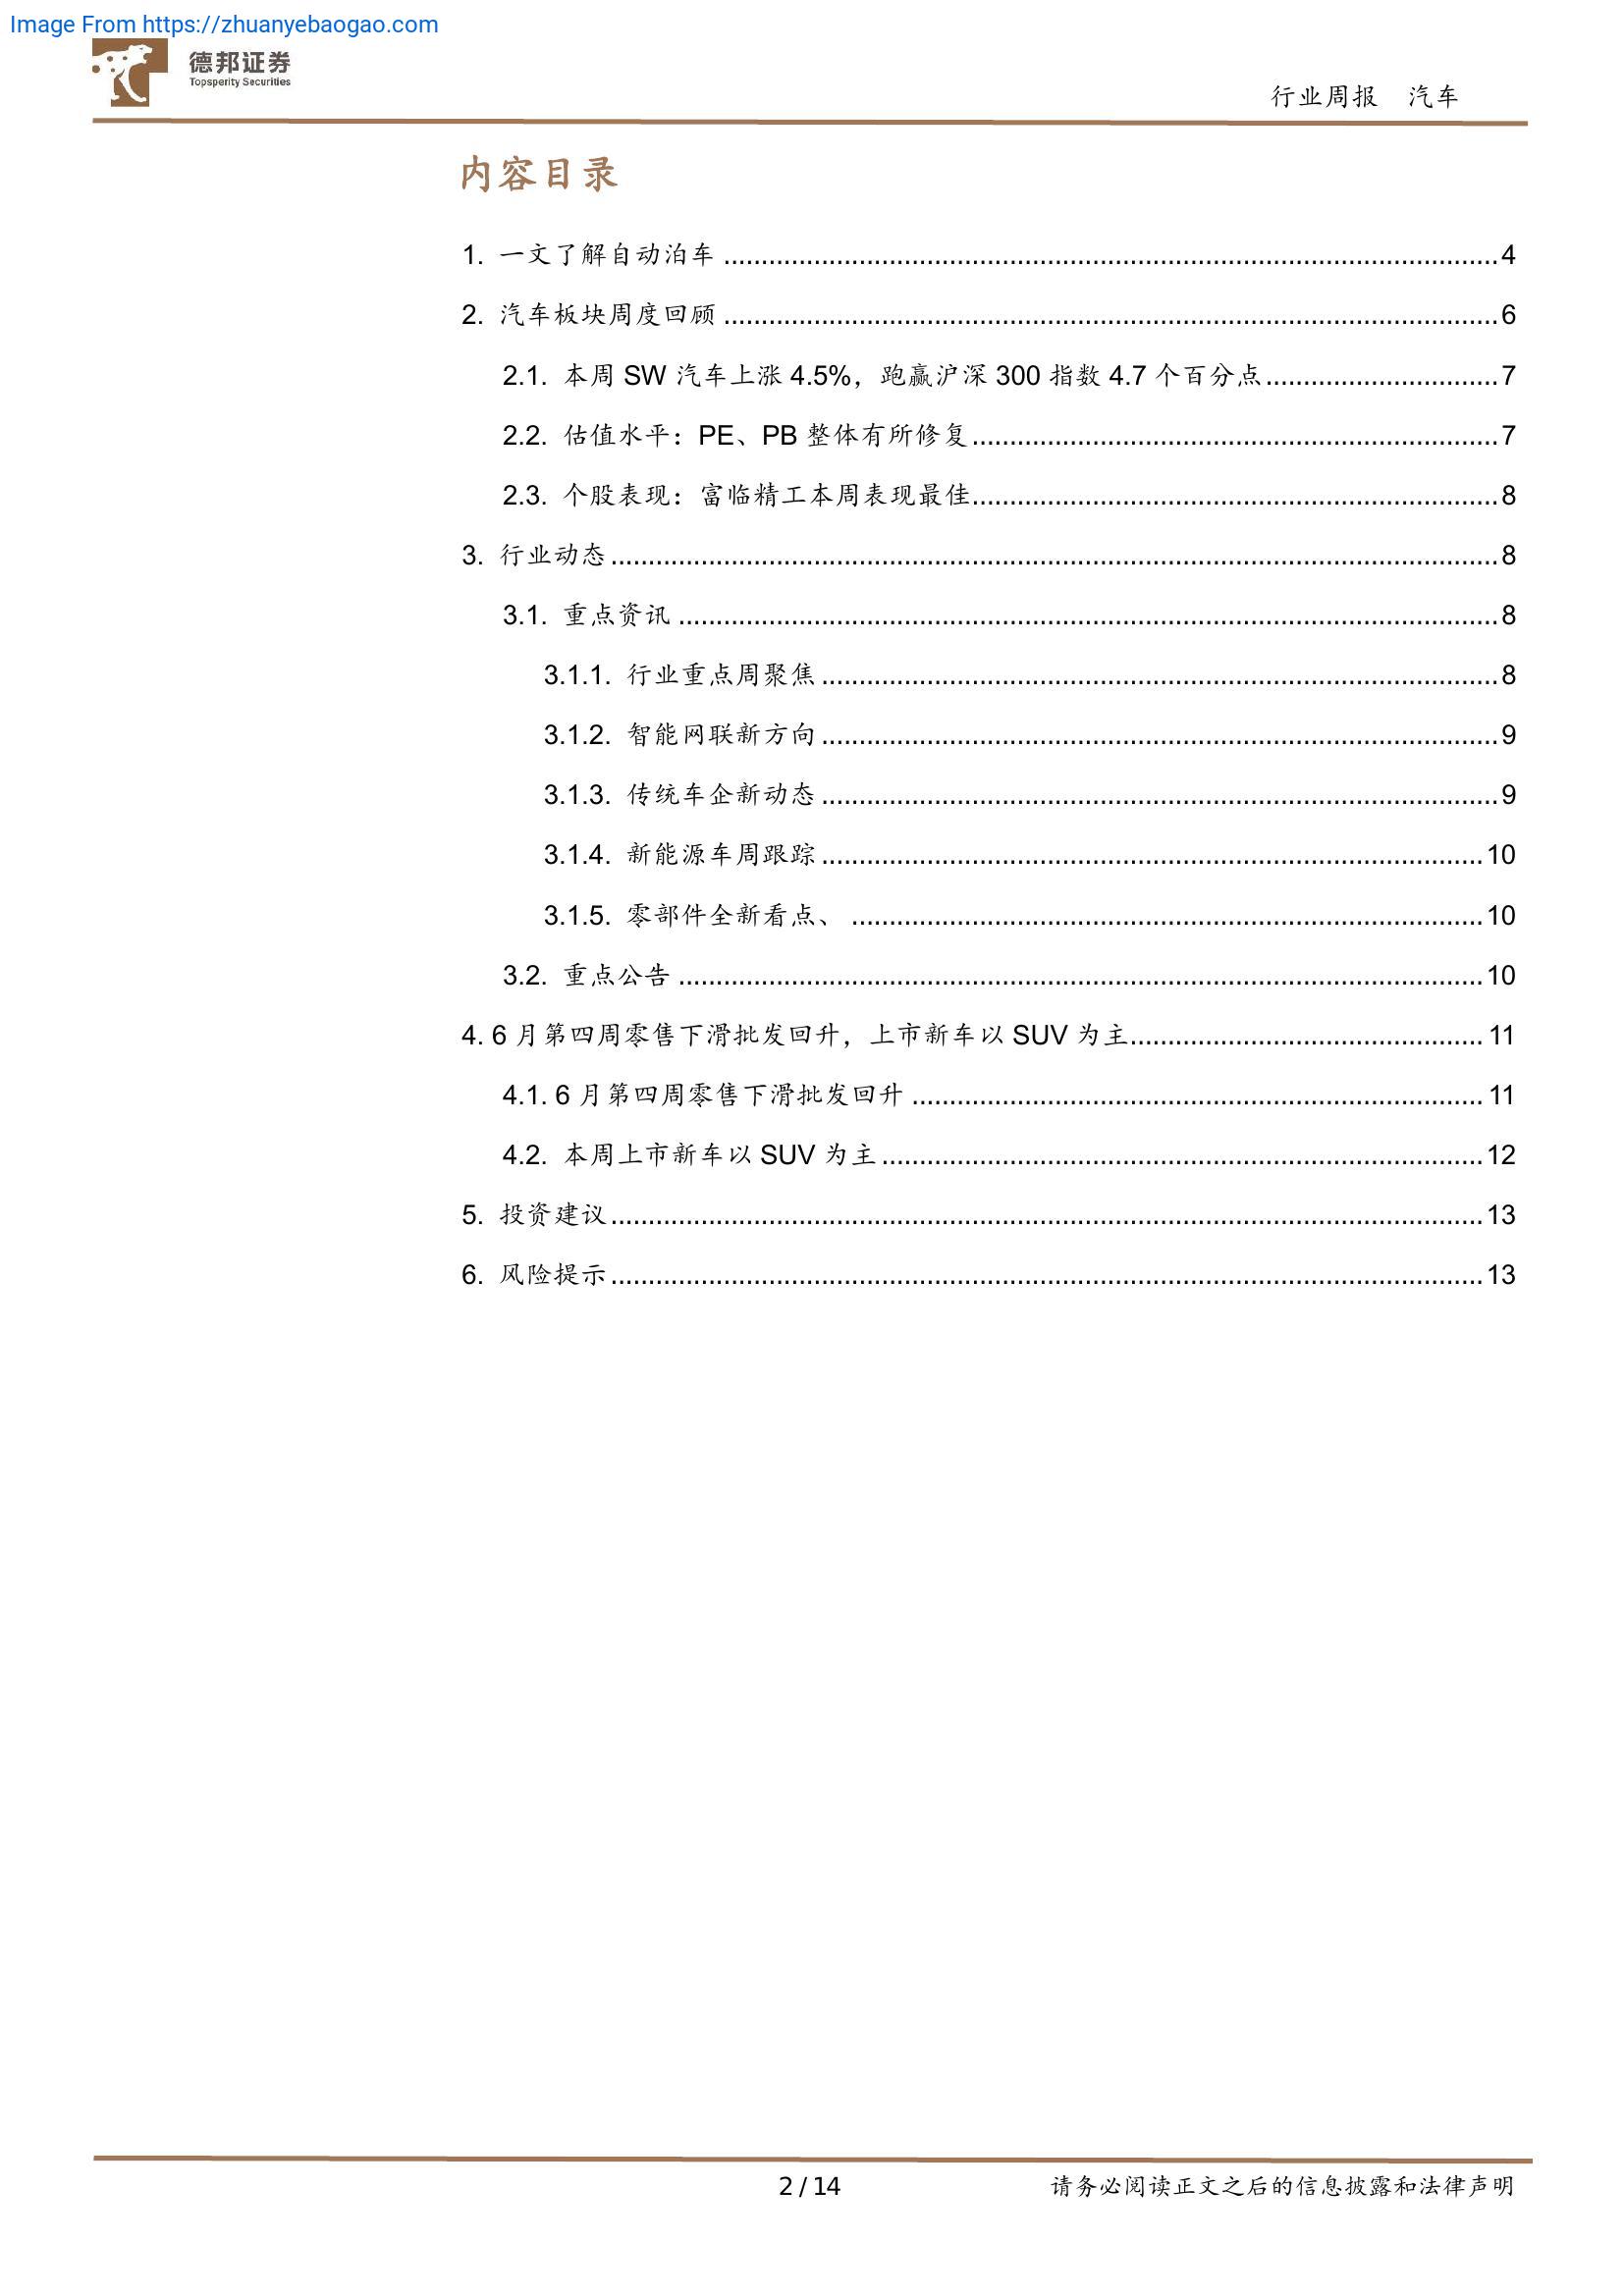 Image From https://zhuanyebaogao.com
德邦证券
Topsperity Securities
行业周报 汽车
内容目录
1. 一文了解自动泊车 4
2. 汽车板块周度回顾 6
2.1. 本周 SW 汽车上涨 4.5%，跑赢沪深 300 指数 4.7 个百分点 7
2.2. 估值水平：PE、PB 整体有所修复 7
2.3. 个股表现：富临精工本周表现最佳 8
3. 行业动态 8
3.1. 重点资讯 8
3.1.1. 行业重点周聚焦 8
3.1.2. 智能网联新方向 9
3.1.3. 传统车企新动态 9
3.1.4. 新能源车周跟踪 10
3.1.5. 零部件全新看点、 10
3.2. 重点公告 10
4. 6 月第四周零售下滑批发回升，上市新车以 SUV 为主 11
4.1. 6 月第四周零售下滑批发回升 11
4.2. 本周上市新车以 SUV 为主 12
5. 投资建议 13
6. 风险提示 13
2 / 14
请务必阅读正文之后的信息披露和法律声明